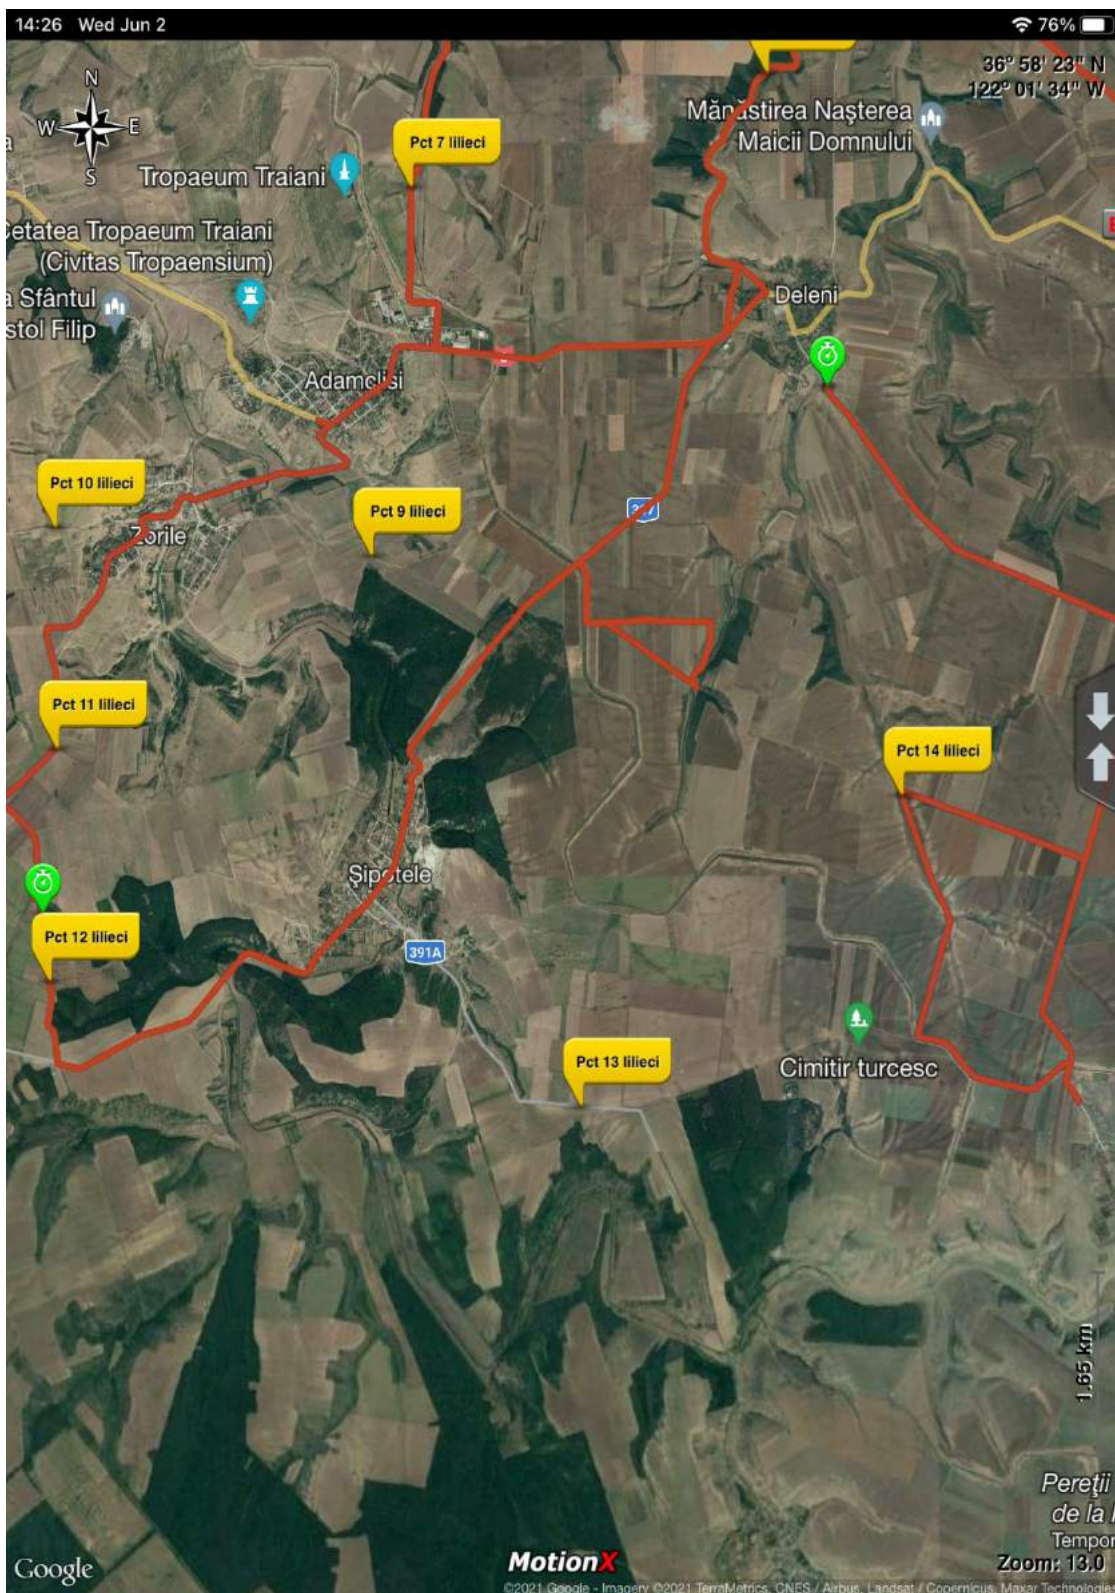 14:26 Wed Jun 2
76%
36° 58' 23" N
122° 01' 34" W
N
W
E
S
Mănăstirea Nașterea
Maicii Domnului
Pct 7 lilieci
Tropaeum Traiani
Cetatea Tropaeum Traiani
(Civitas Tropaensium)
a Sfântul
stol Filip
Deleni
Adamclisi
Pct 10 lilieci
Pct 9 lilieci
Zorile
Pct 11 lilieci
Pct 14 lilieci
Șipotele
Pct 12 lilieci
391A
Pct 13 lilieci
Cimitir turcesc
1.65 km
Pereții
de la
Tempor
Zoom: 13.0
Google
MotionX
©2021 Google - Imagery ©2021 TerraMetrics, CNES / Airbus, Landsat / Copernicus, Maxar Technologies